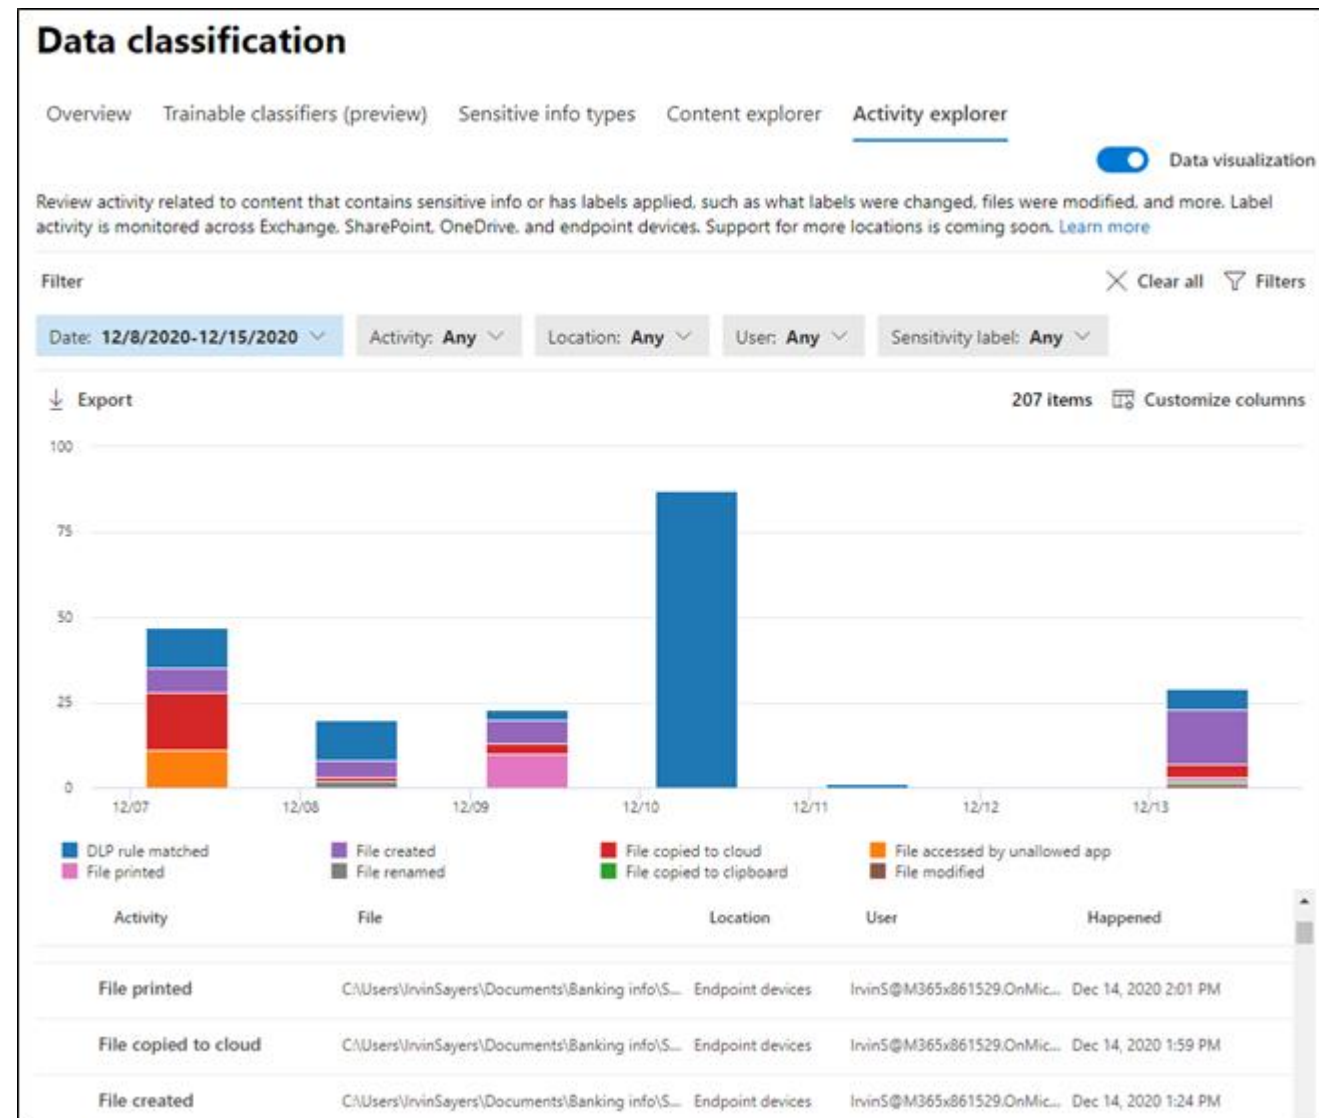 Data classification
Overview Trainable classifiers (preview) Sensitive info types Content explorer Activity explorer
Data visualization
Review activity related to content that contains sensitive info or has labels applied, such as what labels were changed, files were modified, and more. Label
activity is monitored across Exchange, SharePoint, OneDrive, and endpoint devices. Support for more locations is coming soon. Learn more
Filter Clear all Filters
Date: 12/8/2020-12/15/2020 Activity: Any Location: Any User: Any Sensitivity label: Any
Export 207 items Customize columns
100
75
50
25
0
12/07 12/08 12/09 12/10 12/11 12/12 12/13
DLP rule matched File created File copied to cloud File accessed by unallowed app
File printed File renamed File copied to clipboard File modified
Activity File Location User Happened
File printed C:\Users\IrvinSayers\Documents\Banking info\S... Endpoint devices IrvinS@M365x861529.OnMic... Dec 14, 2020 2:01 PM
File copied to cloud C:\Users\IrvinSayers\Documents\Banking info\S... Endpoint devices IrvinS@M365x861529.OnMic... Dec 14, 2020 1:59 PM
File created C:\Users\IrvinSayers\Documents\Banking info\S... Endpoint devices IrvinS@M365x861529.OnMic... Dec 14, 2020 1:24 PM